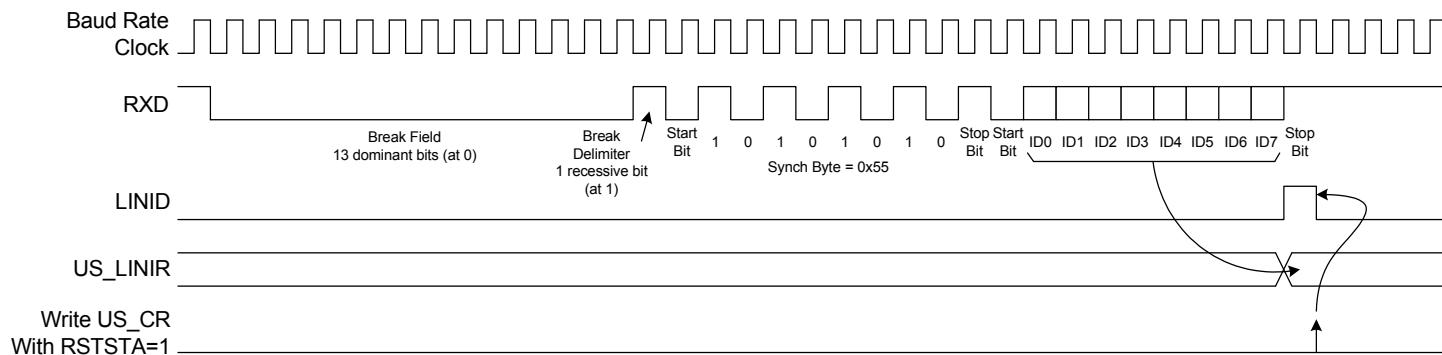 Baud Rate
Clock
RXD
Break Field
13 dominant bits (at 0)
Break
Delimiter
1 recessive bit
(at 1)
Start
Bit
1 0 1 0 1 0 1 0
Synch Byte = 0x55
Stop
Bit
Start
Bit
ID0 ID1 ID2 ID3 ID4 ID5 ID6 ID7
Stop
Bit
LINID
US_LINIR
Write US_CR
With RSTSTA=1